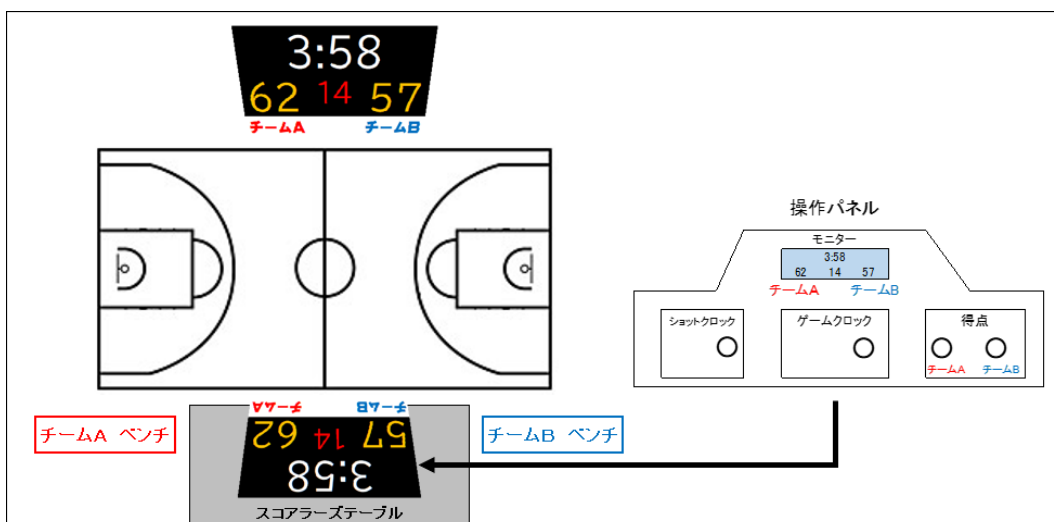 3:58
62 14 57
チームA チームB
操作パネル
モニター
3:58
62 14 57
チームA チームB
ショットクロック
ゲームクロック
得点
チームA チームB
チームA ベンチ
チームA チームB
62 14 57
3:58
チームB ベンチ
スコアラーズテーブル